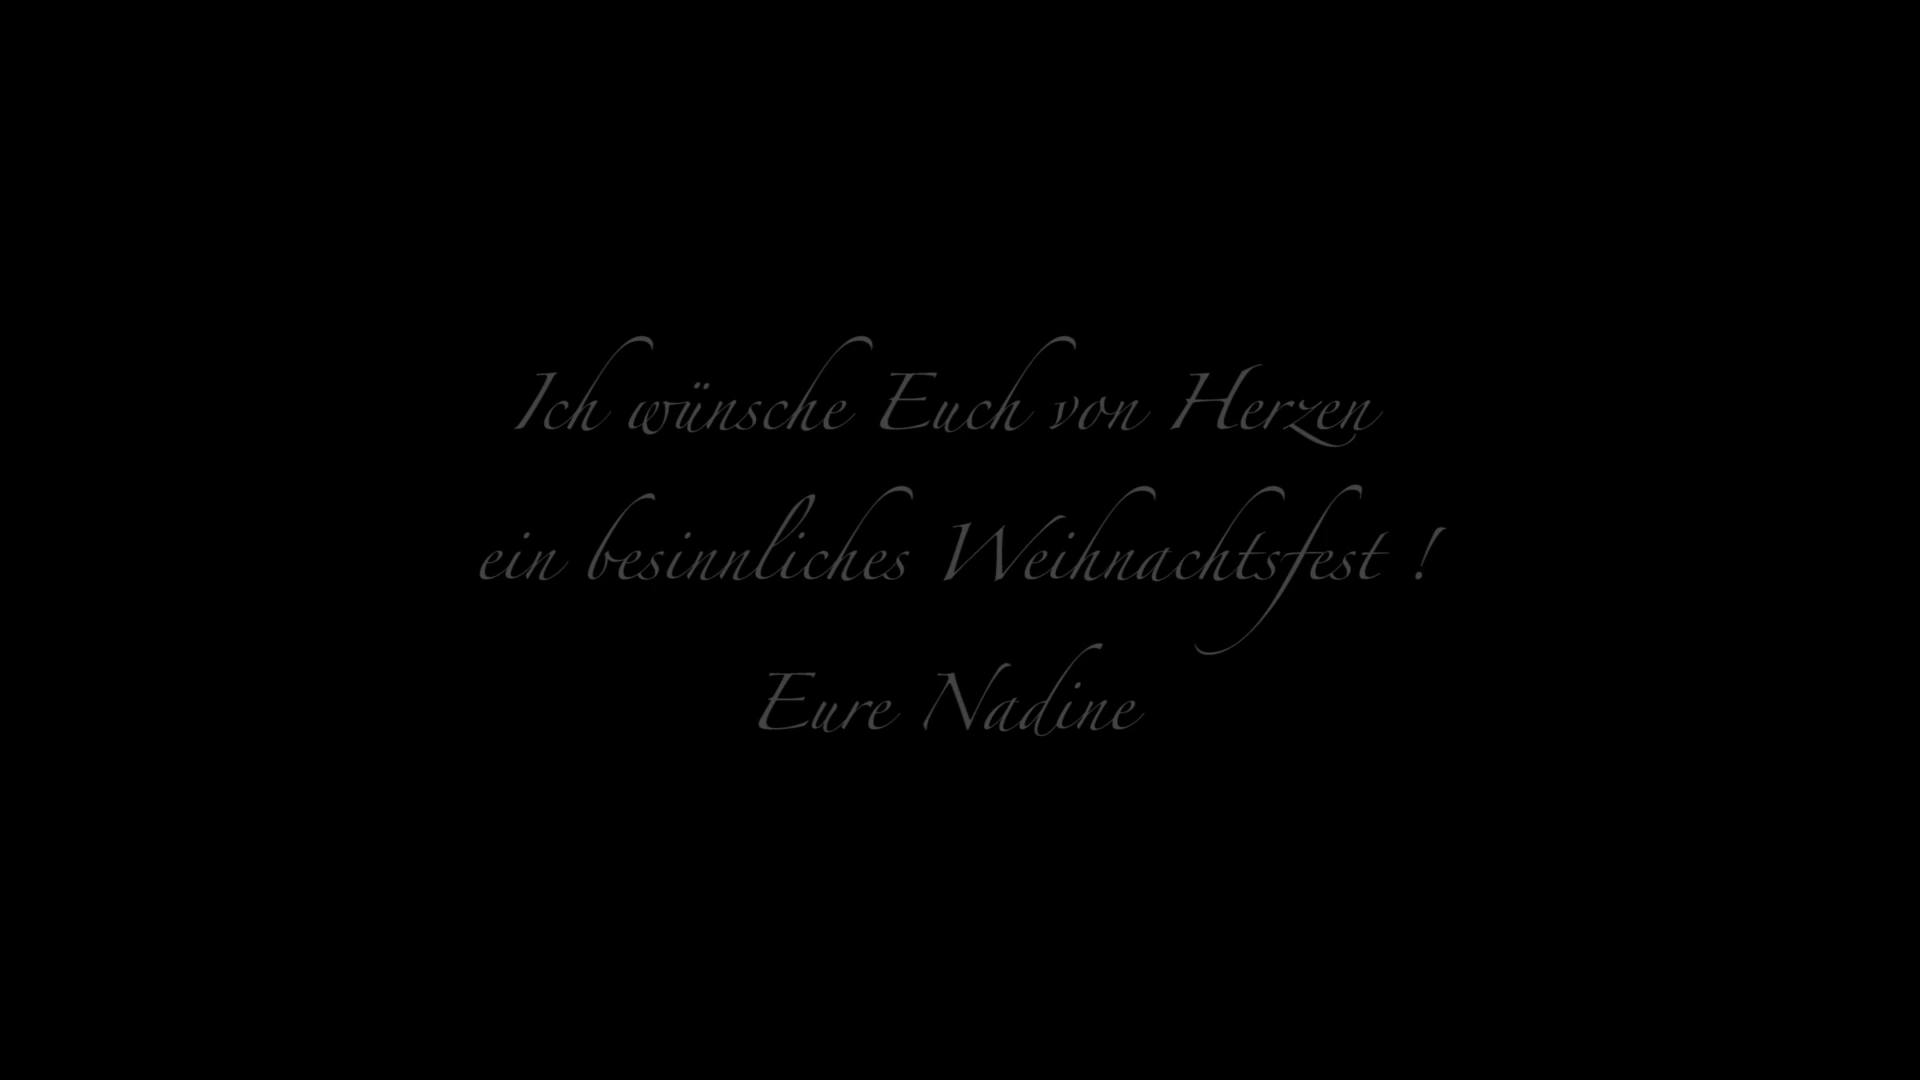 Ich wünsche Euch von Herzen
ein besinnliches Weihnachtsfest !
Eure Nadine